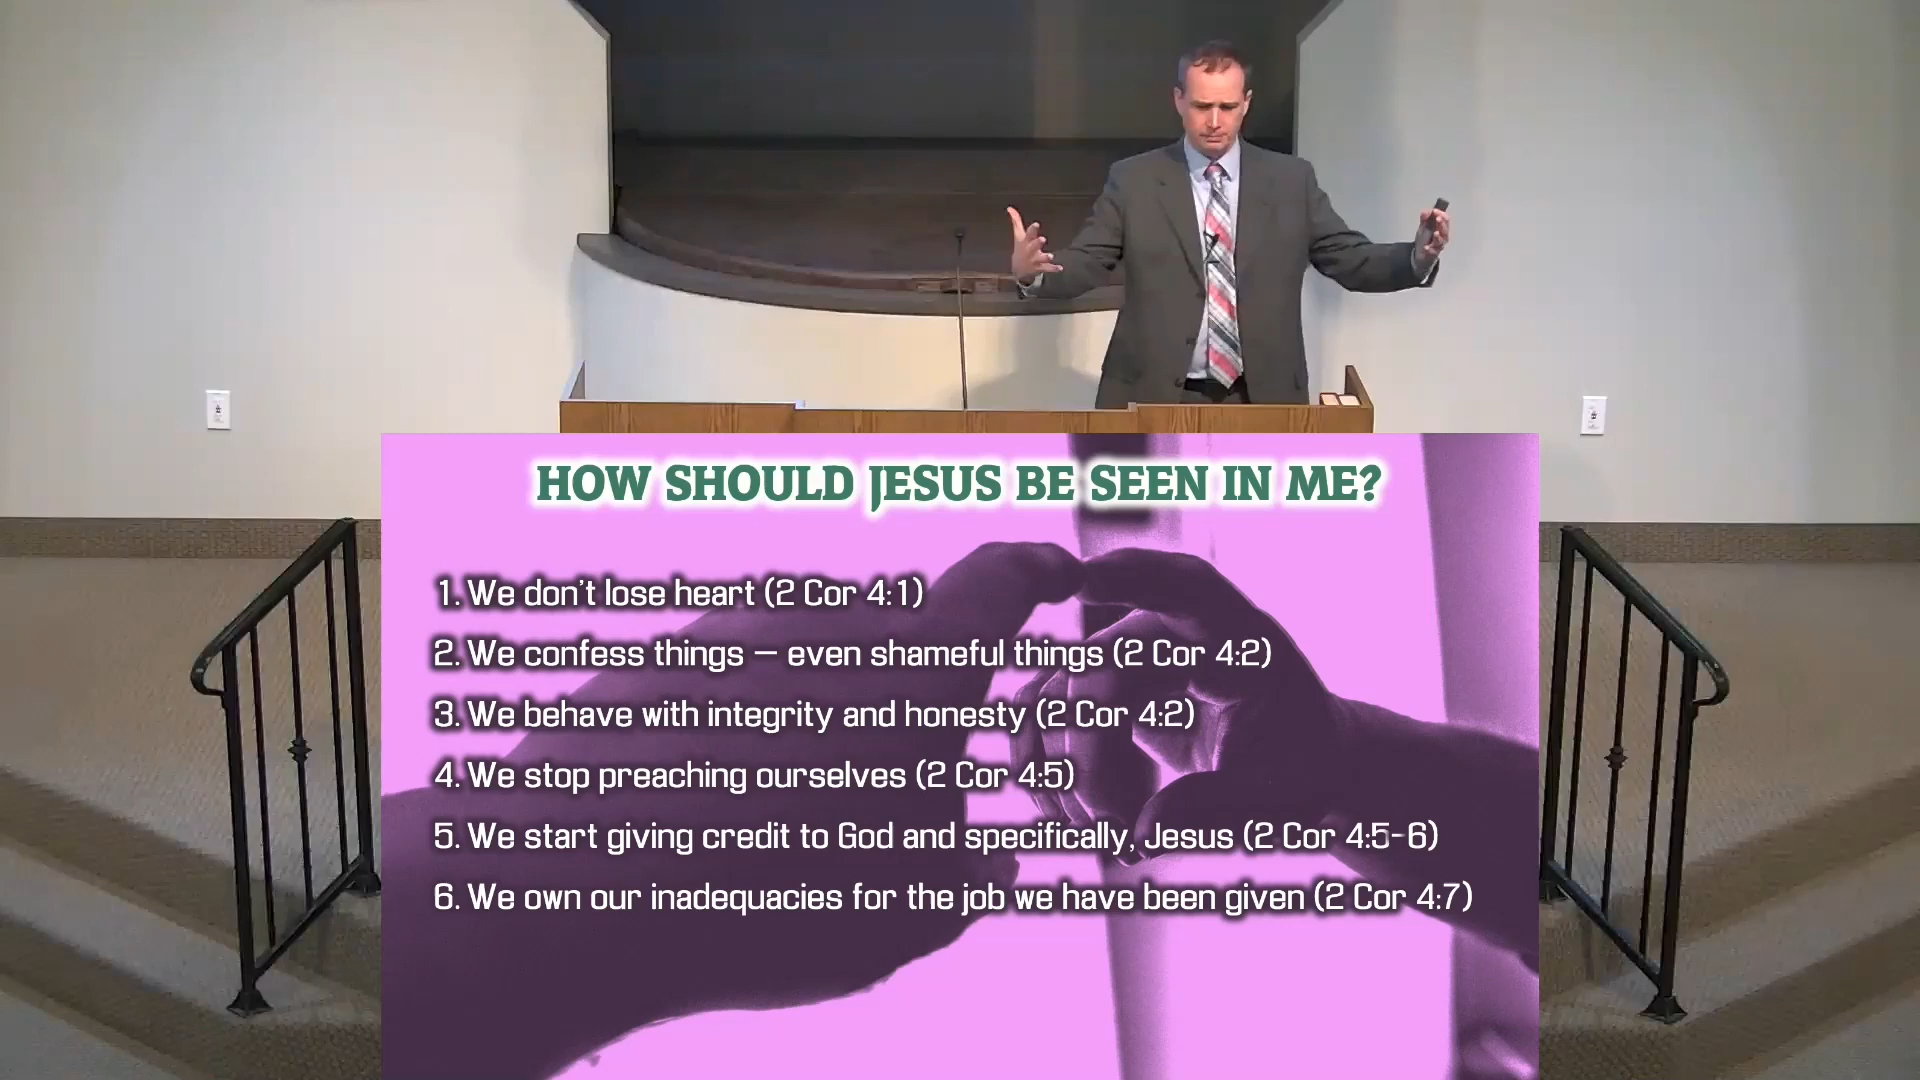 HOW SHOULD JESUS BE SEEN IN ME?
1. We don't lose heart (2 Cor 4:1)
2. We confess things – even shameful things (2 Cor 4:2)
3. We behave with integrity and honesty (2 Cor 4:2)
4. We stop preaching ourselves (2 Cor 4:5)
5. We start giving credit to God and specifically, Jesus (2 Cor 4:5-6)
6. We own our inadequacies for the job we have been given (2 Cor 4:7)